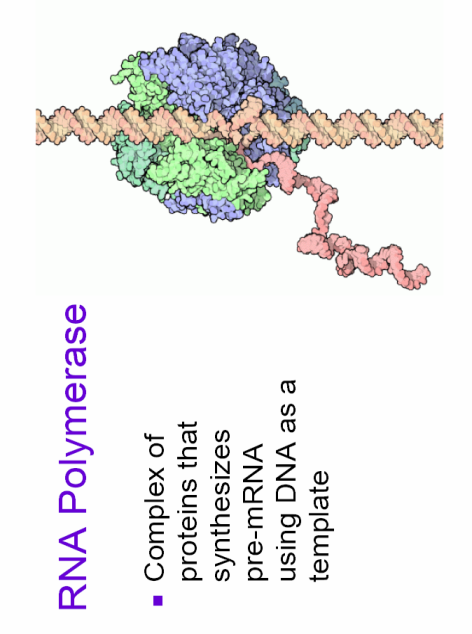 RNA Polymerase
▪ Complex of
proteins that
synthesizes
pre-mRNA
using DNA as a
template